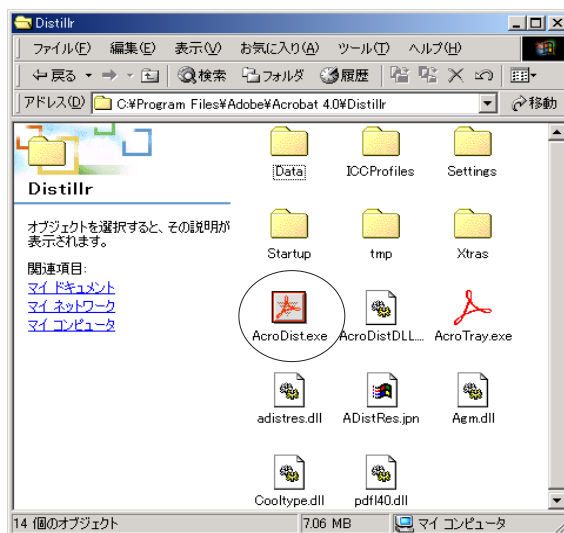 Distillr
ファイル(F) 編集(E) 表示(V) お気に入り(A) ツール(T) ヘルプ(H)
戻る 検索 フォルダ 履歴
アドレス(D) C:¥Program Files¥Adobe¥Acrobat 4.0¥Distillr 移動
Distillr
オブジェクトを選択すると、その説明が
表示されます。
関連項目:
マイ ドキュメント
マイ ネットワーク
マイ コンピュータ
Data ICCProfiles Settings
Startup tmp Xtras
AcroDist.exe AcroDistDLL... AcroTray.exe
adistres.dll ADistRes.jpn Agm.dll
Cooltype.dll pdfl40.dll
14 個のオブジェクト 7.06 MB マイ コンピュータ